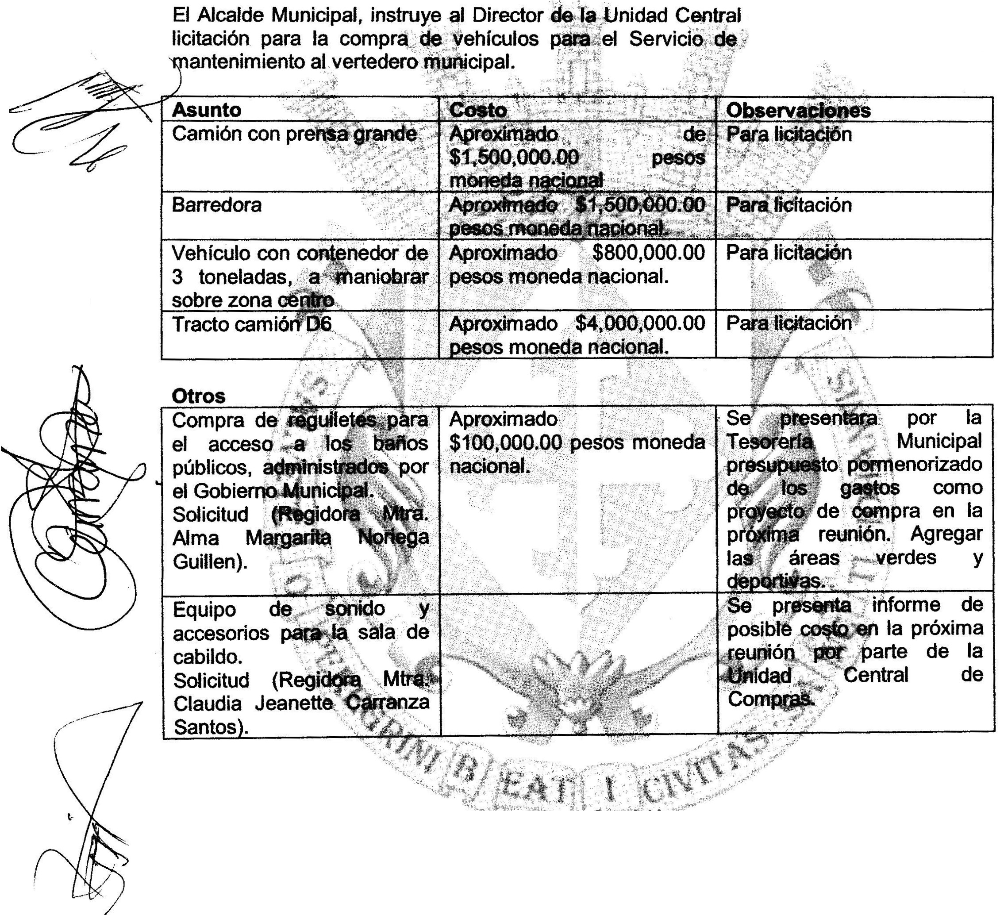 El Alcalde Municipal, instruye al Director de la Unidad Central
licitación para la compra de vehículos para el Servicio de
mantenimiento al vertedero municipal.
Asunto
Costo
Observaciones
Camión con prensa grande
Aproximado de
$1,500,000.00 pesos
moneda nacional
Para licitación
Barredora
Aproximado $1,500,000.00
pesos moneda nacional.
Para licitación
Vehículo con contenedor de
3 toneladas, a maniobrar
sobre zona centro
Aproximado $800,000.00
pesos moneda nacional.
Para licitación
Tracto camión D6
Aproximado $4,000,000.00
pesos moneda nacional.
Para licitación
Otros
Compra de reguiletes para
el acceso a los baños
públicos, administrados por
el Gobierno Municipal.
Solicitud (Regidora Mtra.
Alma Margarita Noriega
Guillen).
Aproximado
$100,000.00 pesos moneda
nacional.
Se presentara por la
Tesorería Municipal
presupuesto pormenorizado
de los gastos como
proyecto de compra en la
próxima reunión. Agregar
las áreas verdes y
deportivas.
Equipo de sonido y
accesorios para la sala de
cabildo.
Solicitud (Regidora Mtra.
Claudia Jeanette Carranza
Santos).
Se presenta informe de
posible costo en la próxima
reunión por parte de la
Unidad Central de
Compras.
GRINI B EAT I CIVITAS